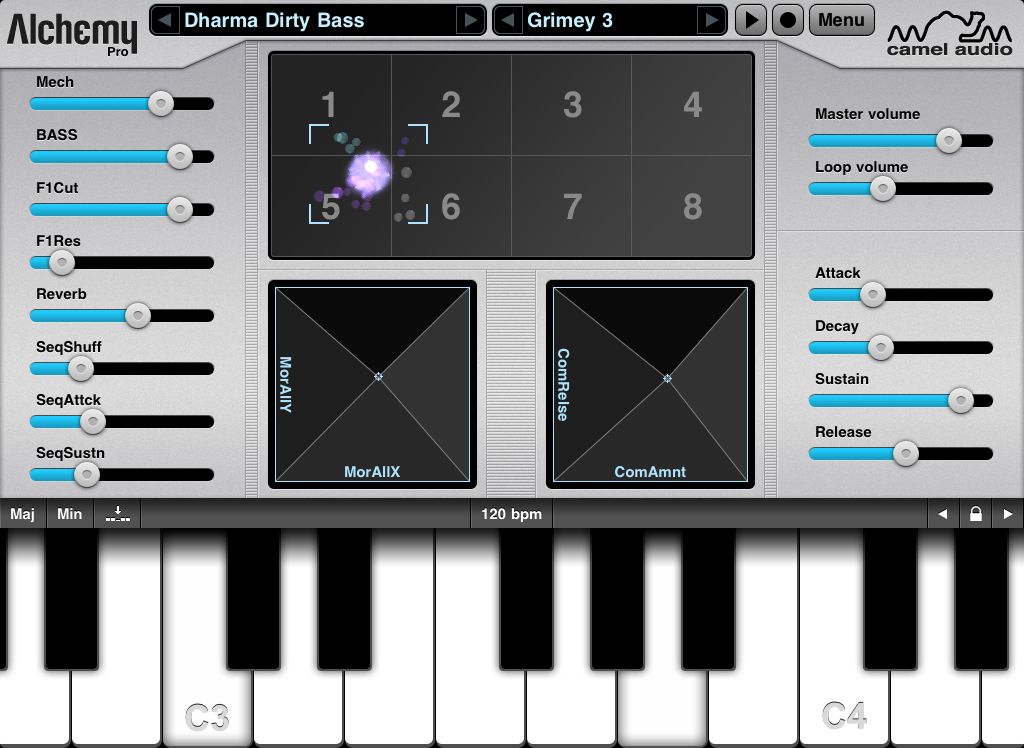 Alchemy
Pro
Dharma Dirty Bass
Grimey 3
Menu
camel audio
Mech
BASS
F1Cut
F1Res
Reverb
SeqShuff
SeqAttck
SeqSustn
1 2 3 4
5 6 7 8
MorAllY
MorAllX
ComRelse
ComAmnt
Master volume
Loop volume
Attack
Decay
Sustain
Release
Maj
Min
120 bpm
C3
C4